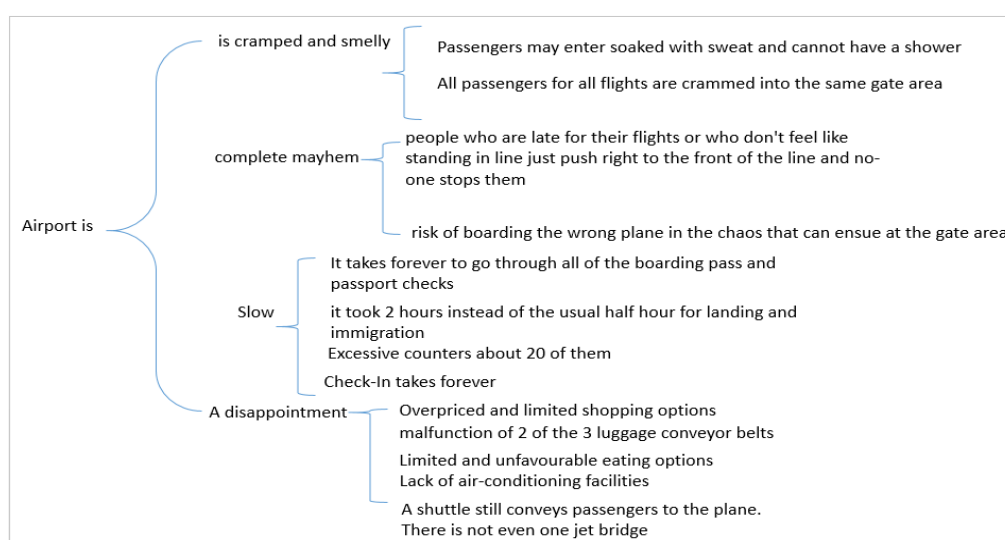 Airport is
is cramped and smelly
Passengers may enter soaked with sweat and cannot have a shower
All passengers for all flights are crammed into the same gate area
complete mayhem
people who are late for their flights or who don't feel like
standing in line just push right to the front of the line and no-
one stops them
risk of boarding the wrong plane in the chaos that can ensue at the gate area
Slow
It takes forever to go through all of the boarding pass and
passport checks
it took 2 hours instead of the usual half hour for landing and
immigration
Excessive counters about 20 of them
Check-In takes forever
A disappointment
Overpriced and limited shopping options
malfunction of 2 of the 3 luggage conveyor belts
Limited and unfavourable eating options
Lack of air-conditioning facilities
A shuttle still conveys passengers to the plane.
There is not even one jet bridge